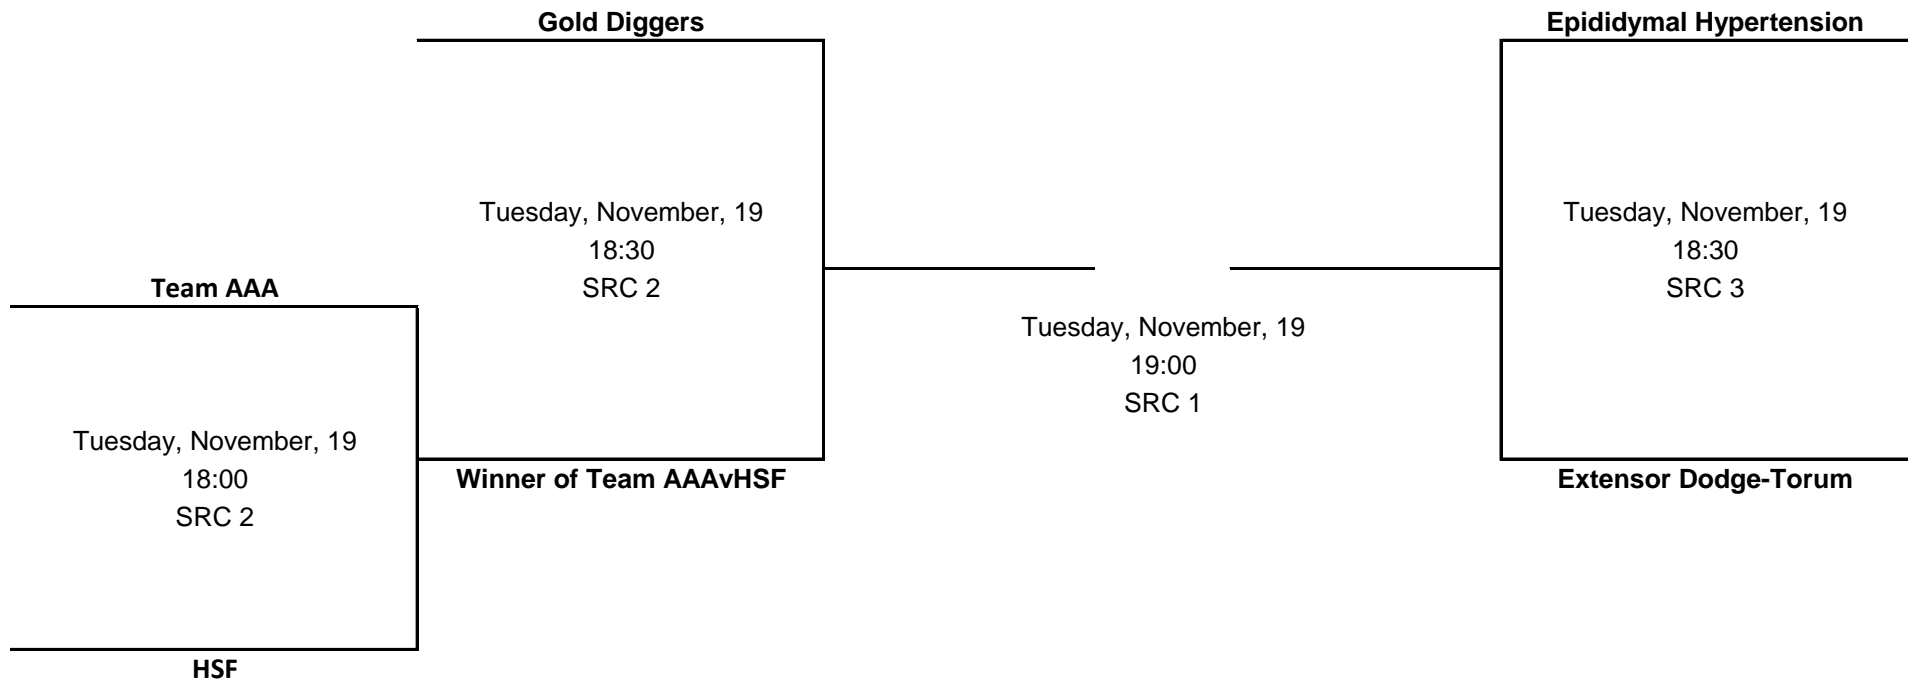 Gold Diggers
Epididymal Hypertension
Tuesday, November, 19
18:30
SRC 2
Tuesday, November, 19
18:30
SRC 3
Team AAA
Tuesday, November, 19
19:00
SRC 1
Tuesday, November, 19
18:00
SRC 2
Winner of Team AAAvHSF
Extensor Dodge-Torum
HSF